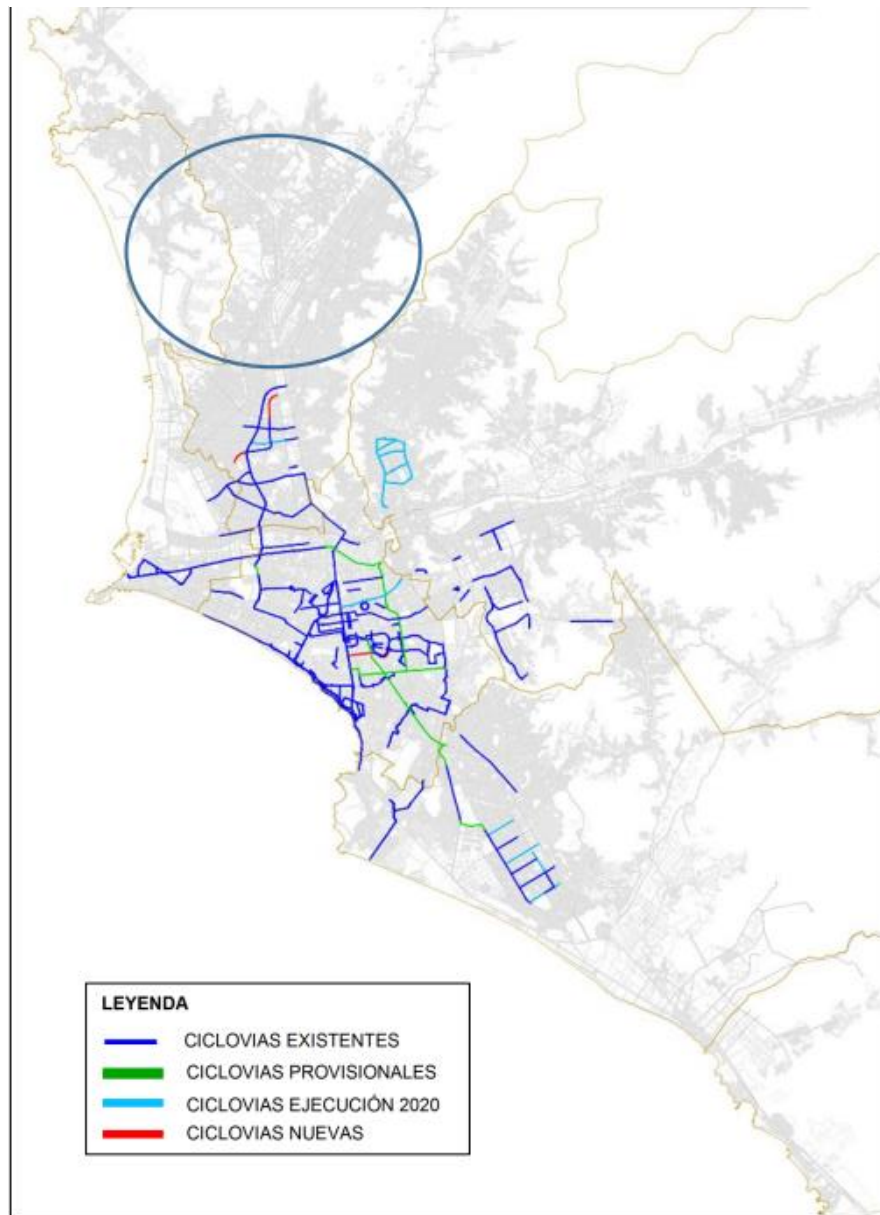 LEYENDA
CICLOVIAS EXISTENTES
CICLOVIAS PROVISIONALES
CICLOVIAS EJECUCIÓN 2020
CICLOVIAS NUEVAS